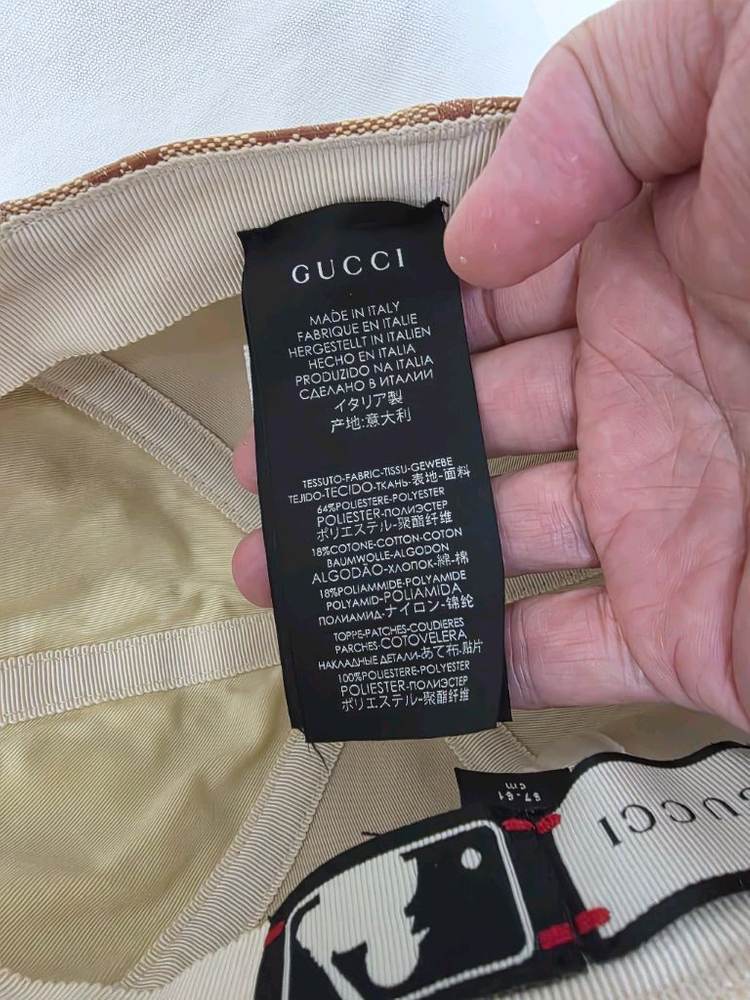 GUCCI
MADE IN ITALY
FABRIQUE EN ITALIE
HERGESTELLT IN ITALIEN
HECHO EN ITALIA
PRODUZIDO NA ITALIA
СДЕЛАНО В ИТАЛИИ
イタリア製
产地:意大利
TESSUTO-FABRIC-TISSU-GEWEBE
TEJIDO-TECIDO-ТКАНЬ-表地-面料
64%POLIESTERE-POLYESTER
POLIESTER-ПОЛИЭСТЕР
ポリエステル-聚酯纤维
18%COTONE-COTTON-COTON
BAUMWOLLE-ALGODON
ALGODÃO-ХЛОПОК-綿-棉
18%POLIAMMIDE-POLYAMIDE
POLYAMID-POLIAMIDA
ПОЛИАМИД-ナイロン-锦纶
TOPPE-PATCHES-COUDIERES
PARCHES-COTOVELERA
НАКЛАДНЫЕ ДЕТАЛИ-あて布-贴片
100%POLIESTERE-POLYESTER
POLIESTER-ПОЛИЭСТЕР
ポリエステル-聚酯纤维
57-61
cm
GUCCI